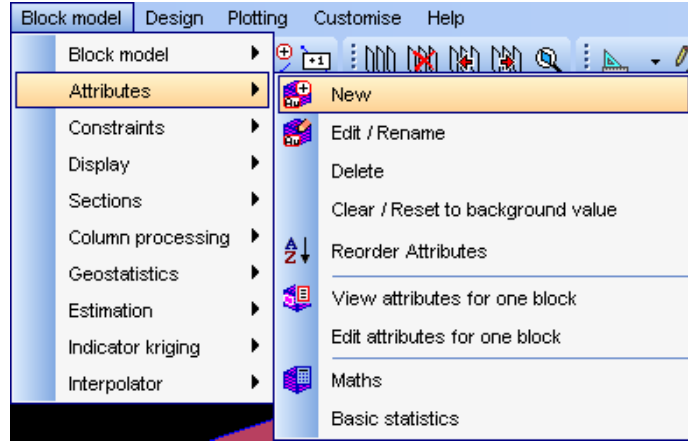 Block model Design Plotting Customise Help
Block model
Attributes
Constraints
Display
Sections
Column processing
Geostatistics
Estimation
Indicator kriging
Interpolator
New
Edit / Rename
Delete
Clear / Reset to background value
Reorder Attributes
View attributes for one block
Edit attributes for one block
Maths
Basic statistics